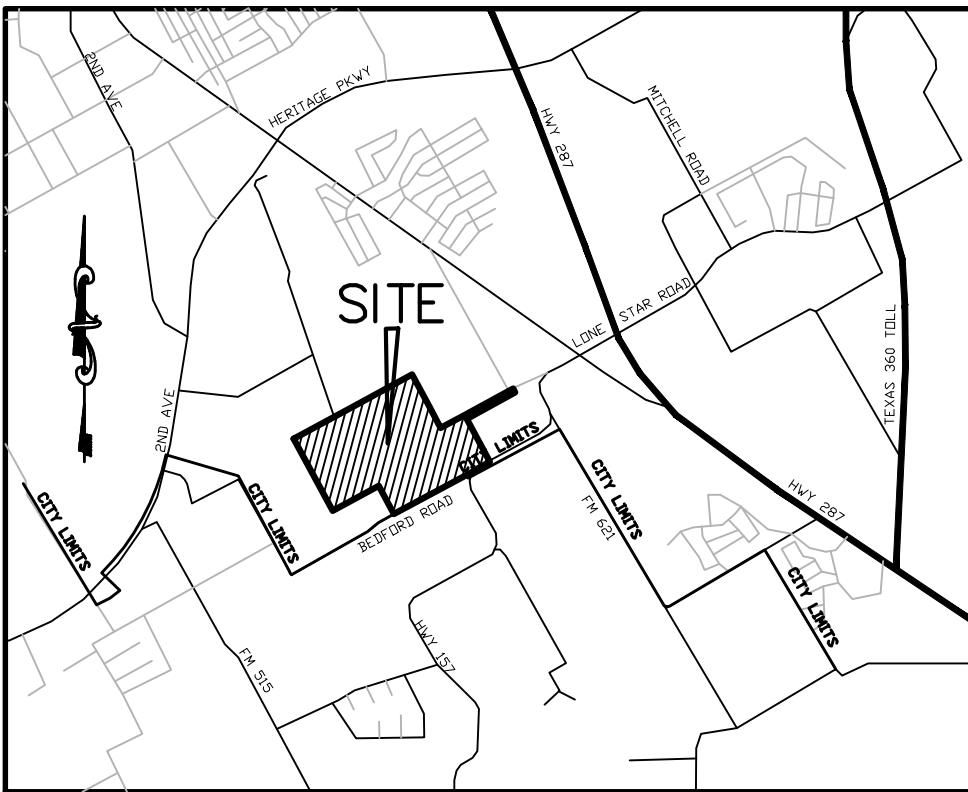 2ND AVE
HERITAGE PKWY
HWY 287
MITCHELL ROAD
SITE
LONE STAR ROAD
TEXAS 360 TOLL
2ND AVE
CITY LIMITS
CITY LIMITS
CITY LIMITS
CITY LIMITS
BEDFORD ROAD
FM 621
HWY 287
CITY LIMITS
HWY 157
FM 515